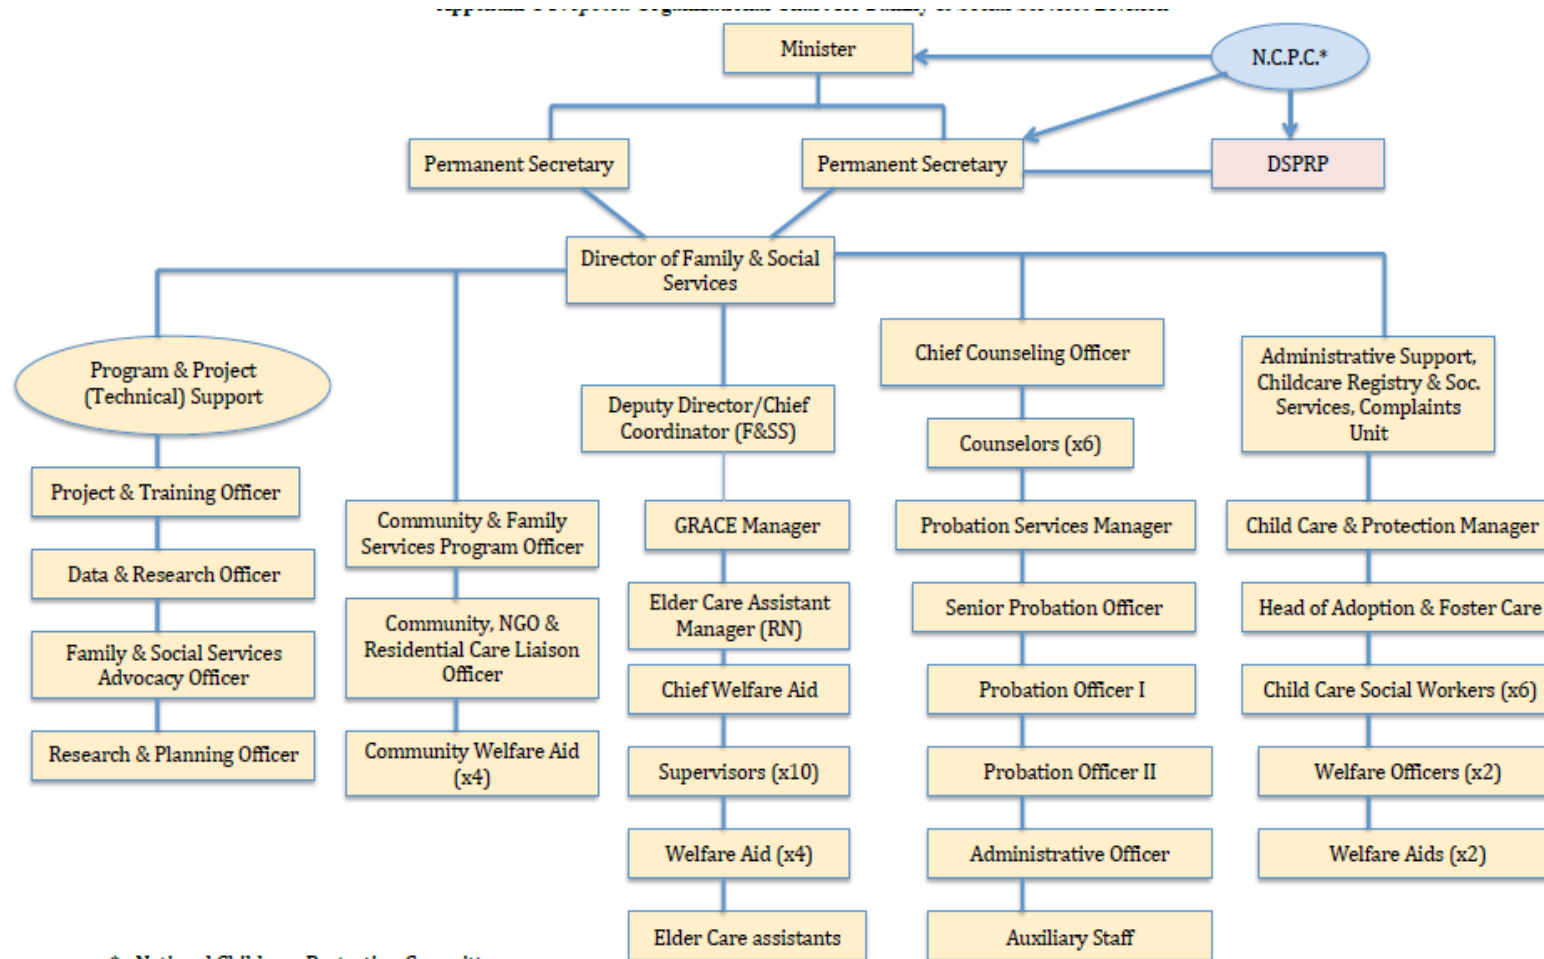 Minister
N.C.P.C.*
Permanent Secretary
Permanent Secretary
DSPRP
Director of Family & Social
Services
Program & Project
(Technical) Support
Project & Training Officer
Data & Research Officer
Family & Social Services
Advocacy Officer
Research & Planning Officer
Community & Family
Services Program Officer
Community, NGO &
Residential Care Liaison
Officer
Community Welfare Aid
(x4)
Deputy Director/Chief
Coordinator (F&SS)
GRACE Manager
Elder Care Assistant
Manager (RN)
Chief Welfare Aid
Supervisors (x10)
Welfare Aid (x4)
Elder Care assistants
Chief Counseling Officer
Counselors (x6)
Probation Services Manager
Senior Probation Officer
Probation Officer I
Probation Officer II
Administrative Officer
Auxiliary Staff
Administrative Support,
Childcare Registry & Soc.
Services, Complaints
Unit
Child Care & Protection Manager
Head of Adoption & Foster Care
Child Care Social Workers (x6)
Welfare Officers (x2)
Welfare Aids (x2)